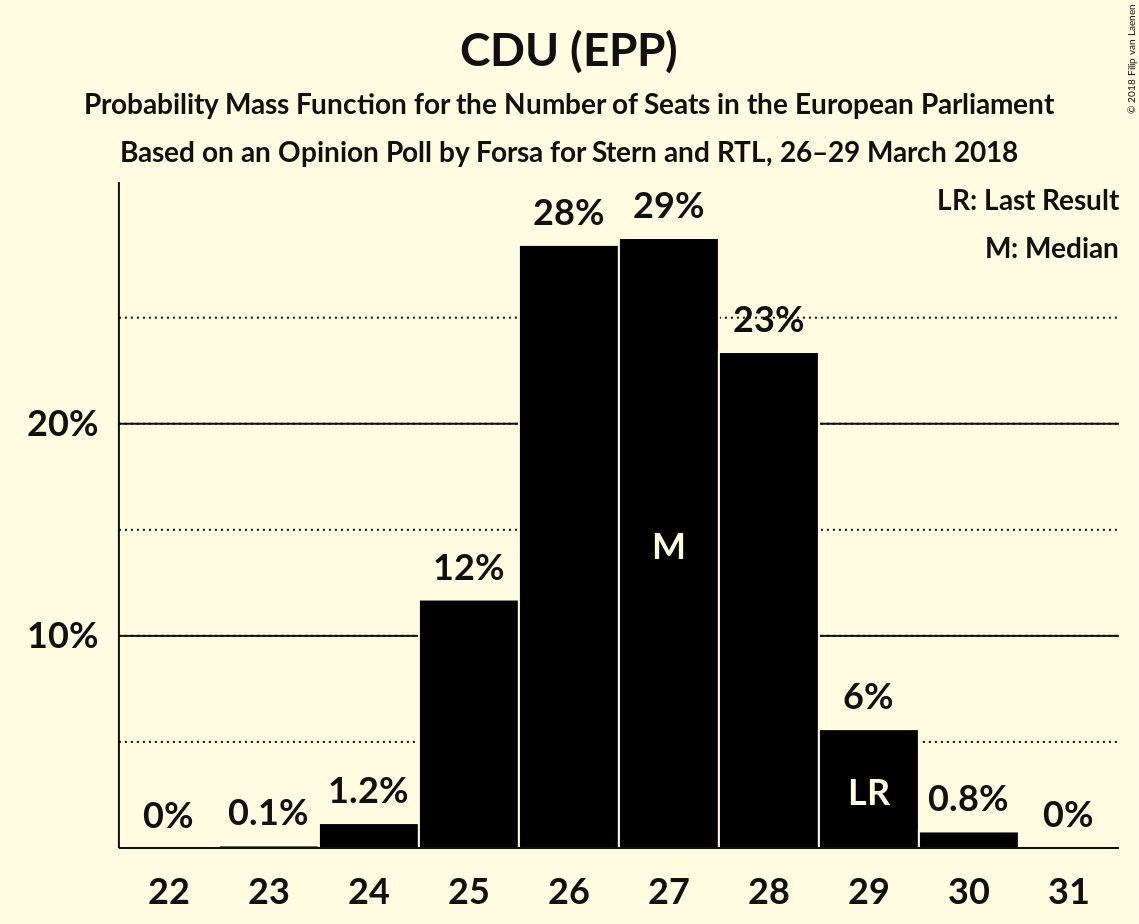 CDU (EPP)
Probability Mass Function for the Number of Seats in the European Parliament
Based on an Opinion Poll by Forsa for Stern and RTL, 26–29 March 2018
© 2018 Filip van Laenen
LR: Last Result
M: Median
28%
29%
23%
20%
M
12%
10%
6%
LR
1.2%
0%
0.1%
0.8%
0%
22
23
24
25
26
27
28
29
30
31